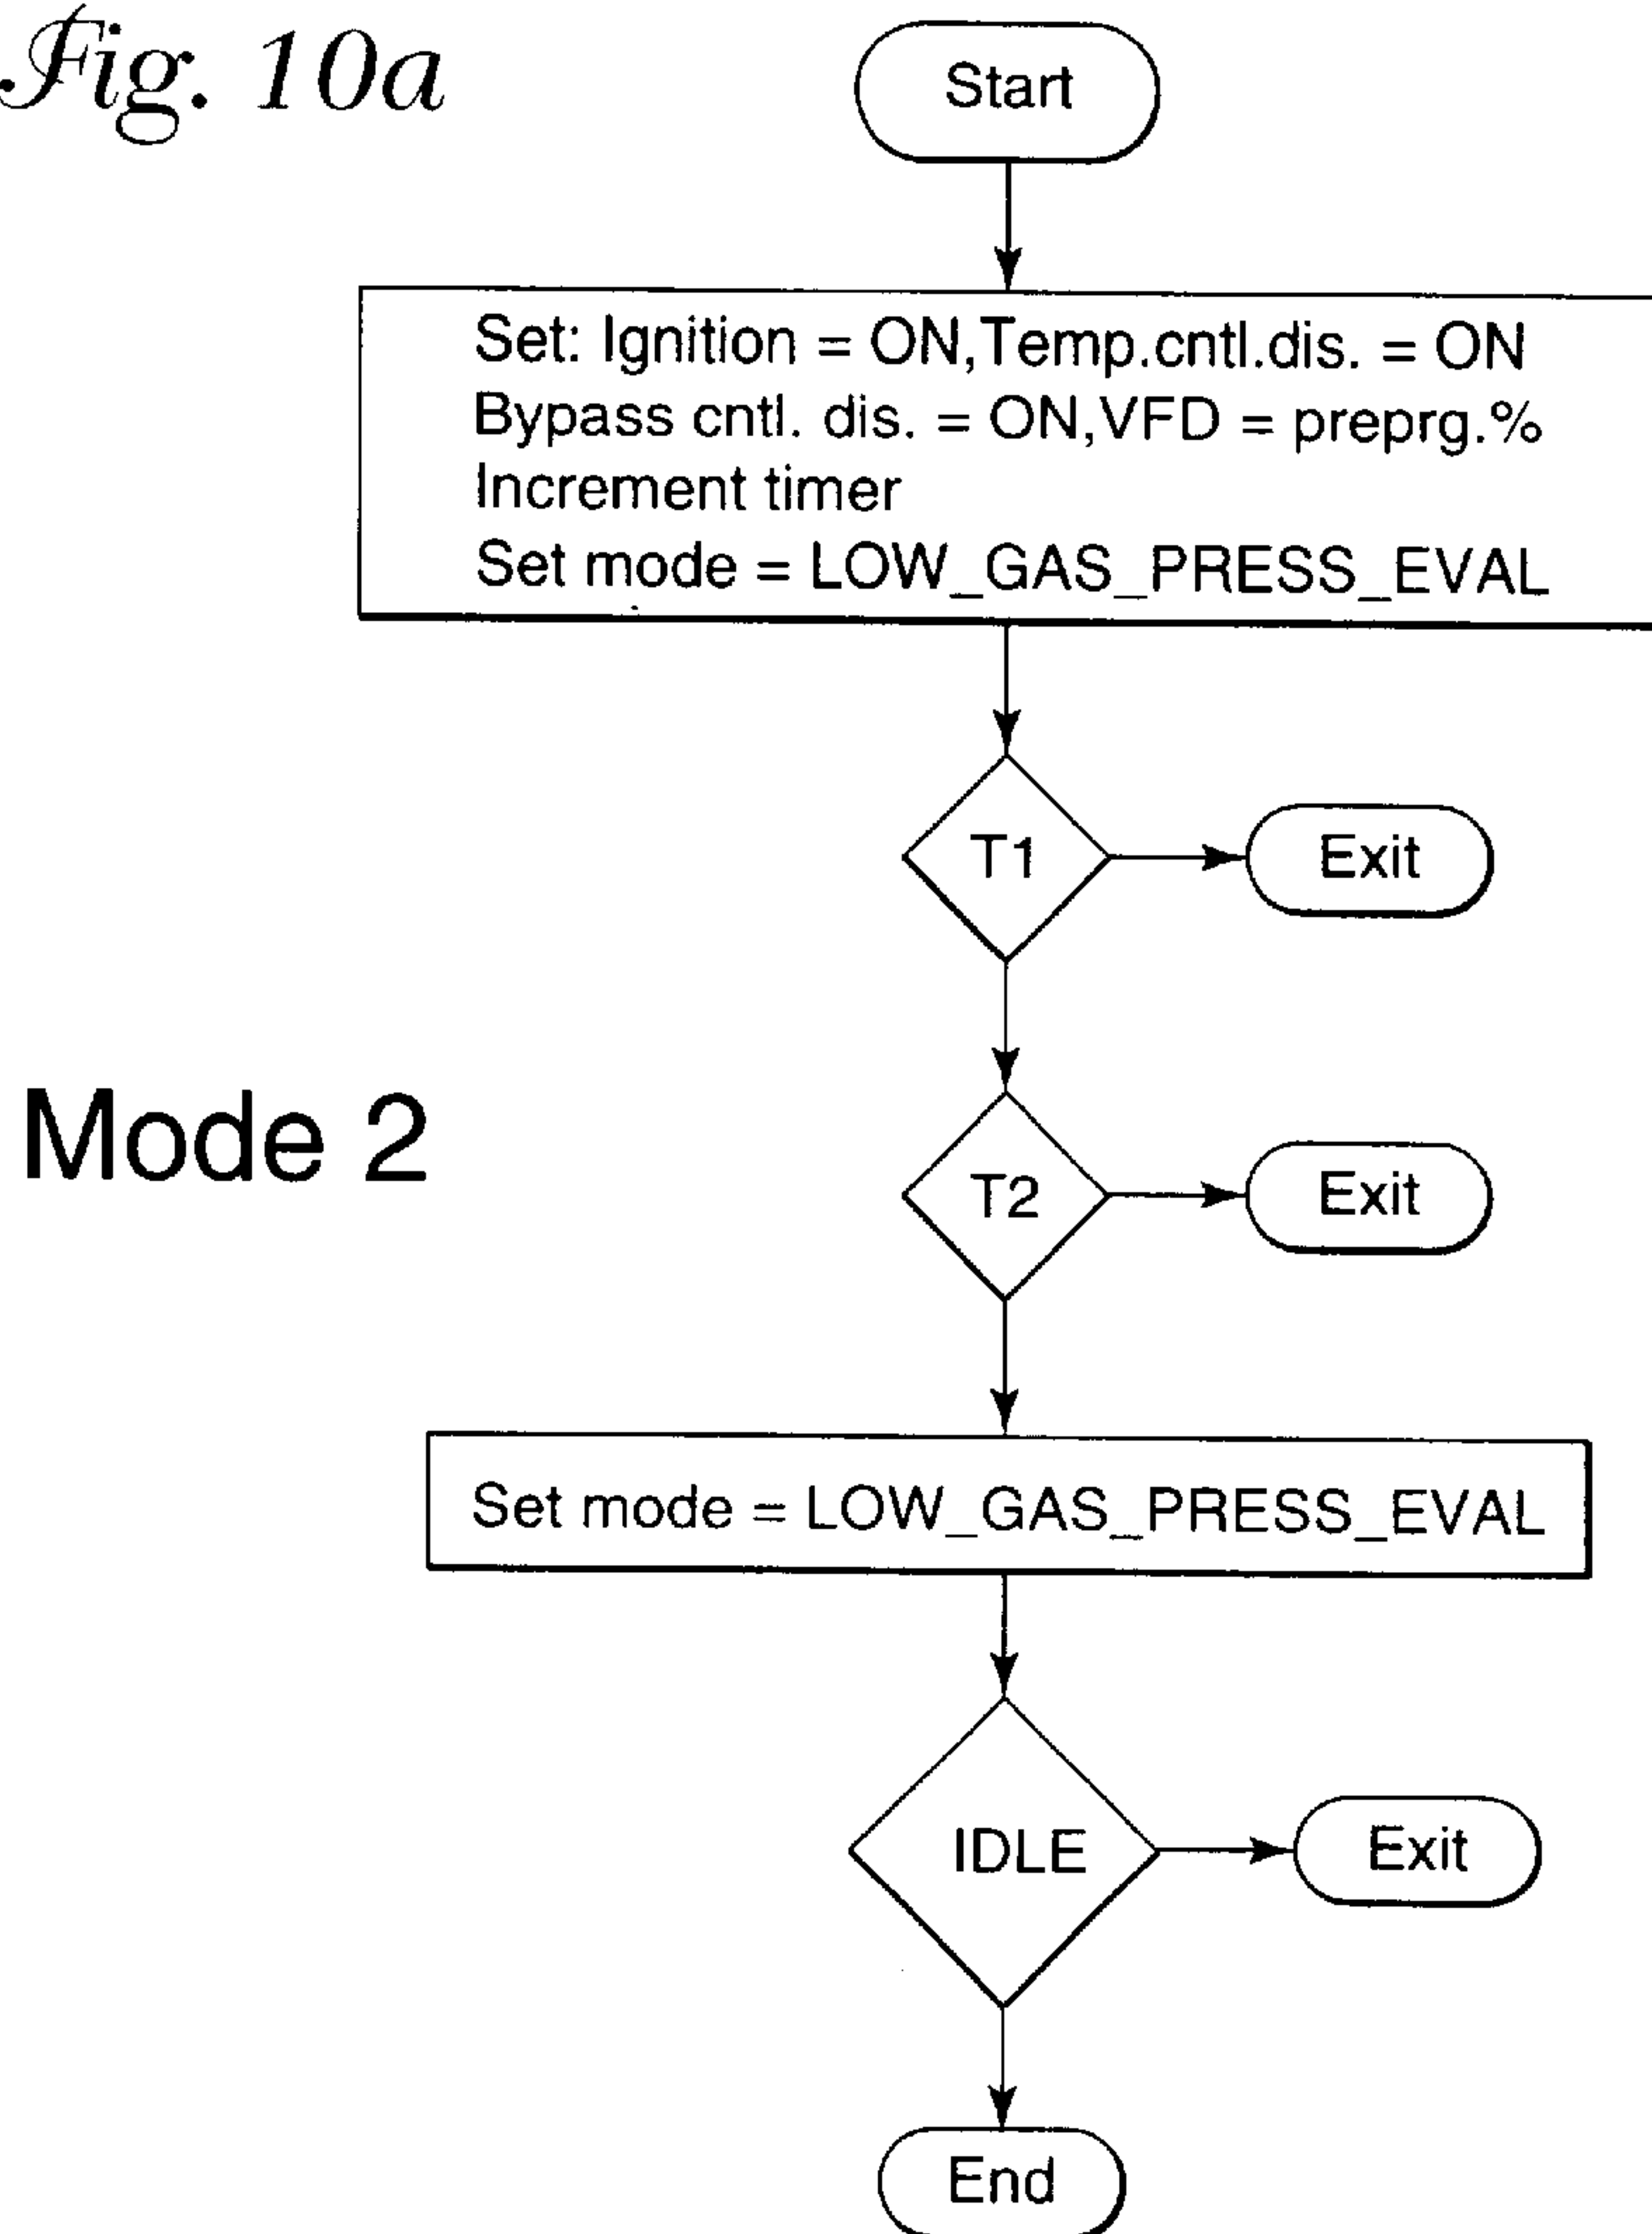 Fig. 10a
Start
Set: Ignition = ON,Temp.cntl.dis. = ON
Bypass cntl. dis. = ON,VFD = preprg.%
Increment timer
Set mode = LOW_GAS_PRESS_EVAL
T1
Exit
Mode 2
T2
Exit
Set mode = LOW_GAS_PRESS_EVAL
IDLE
Exit
End